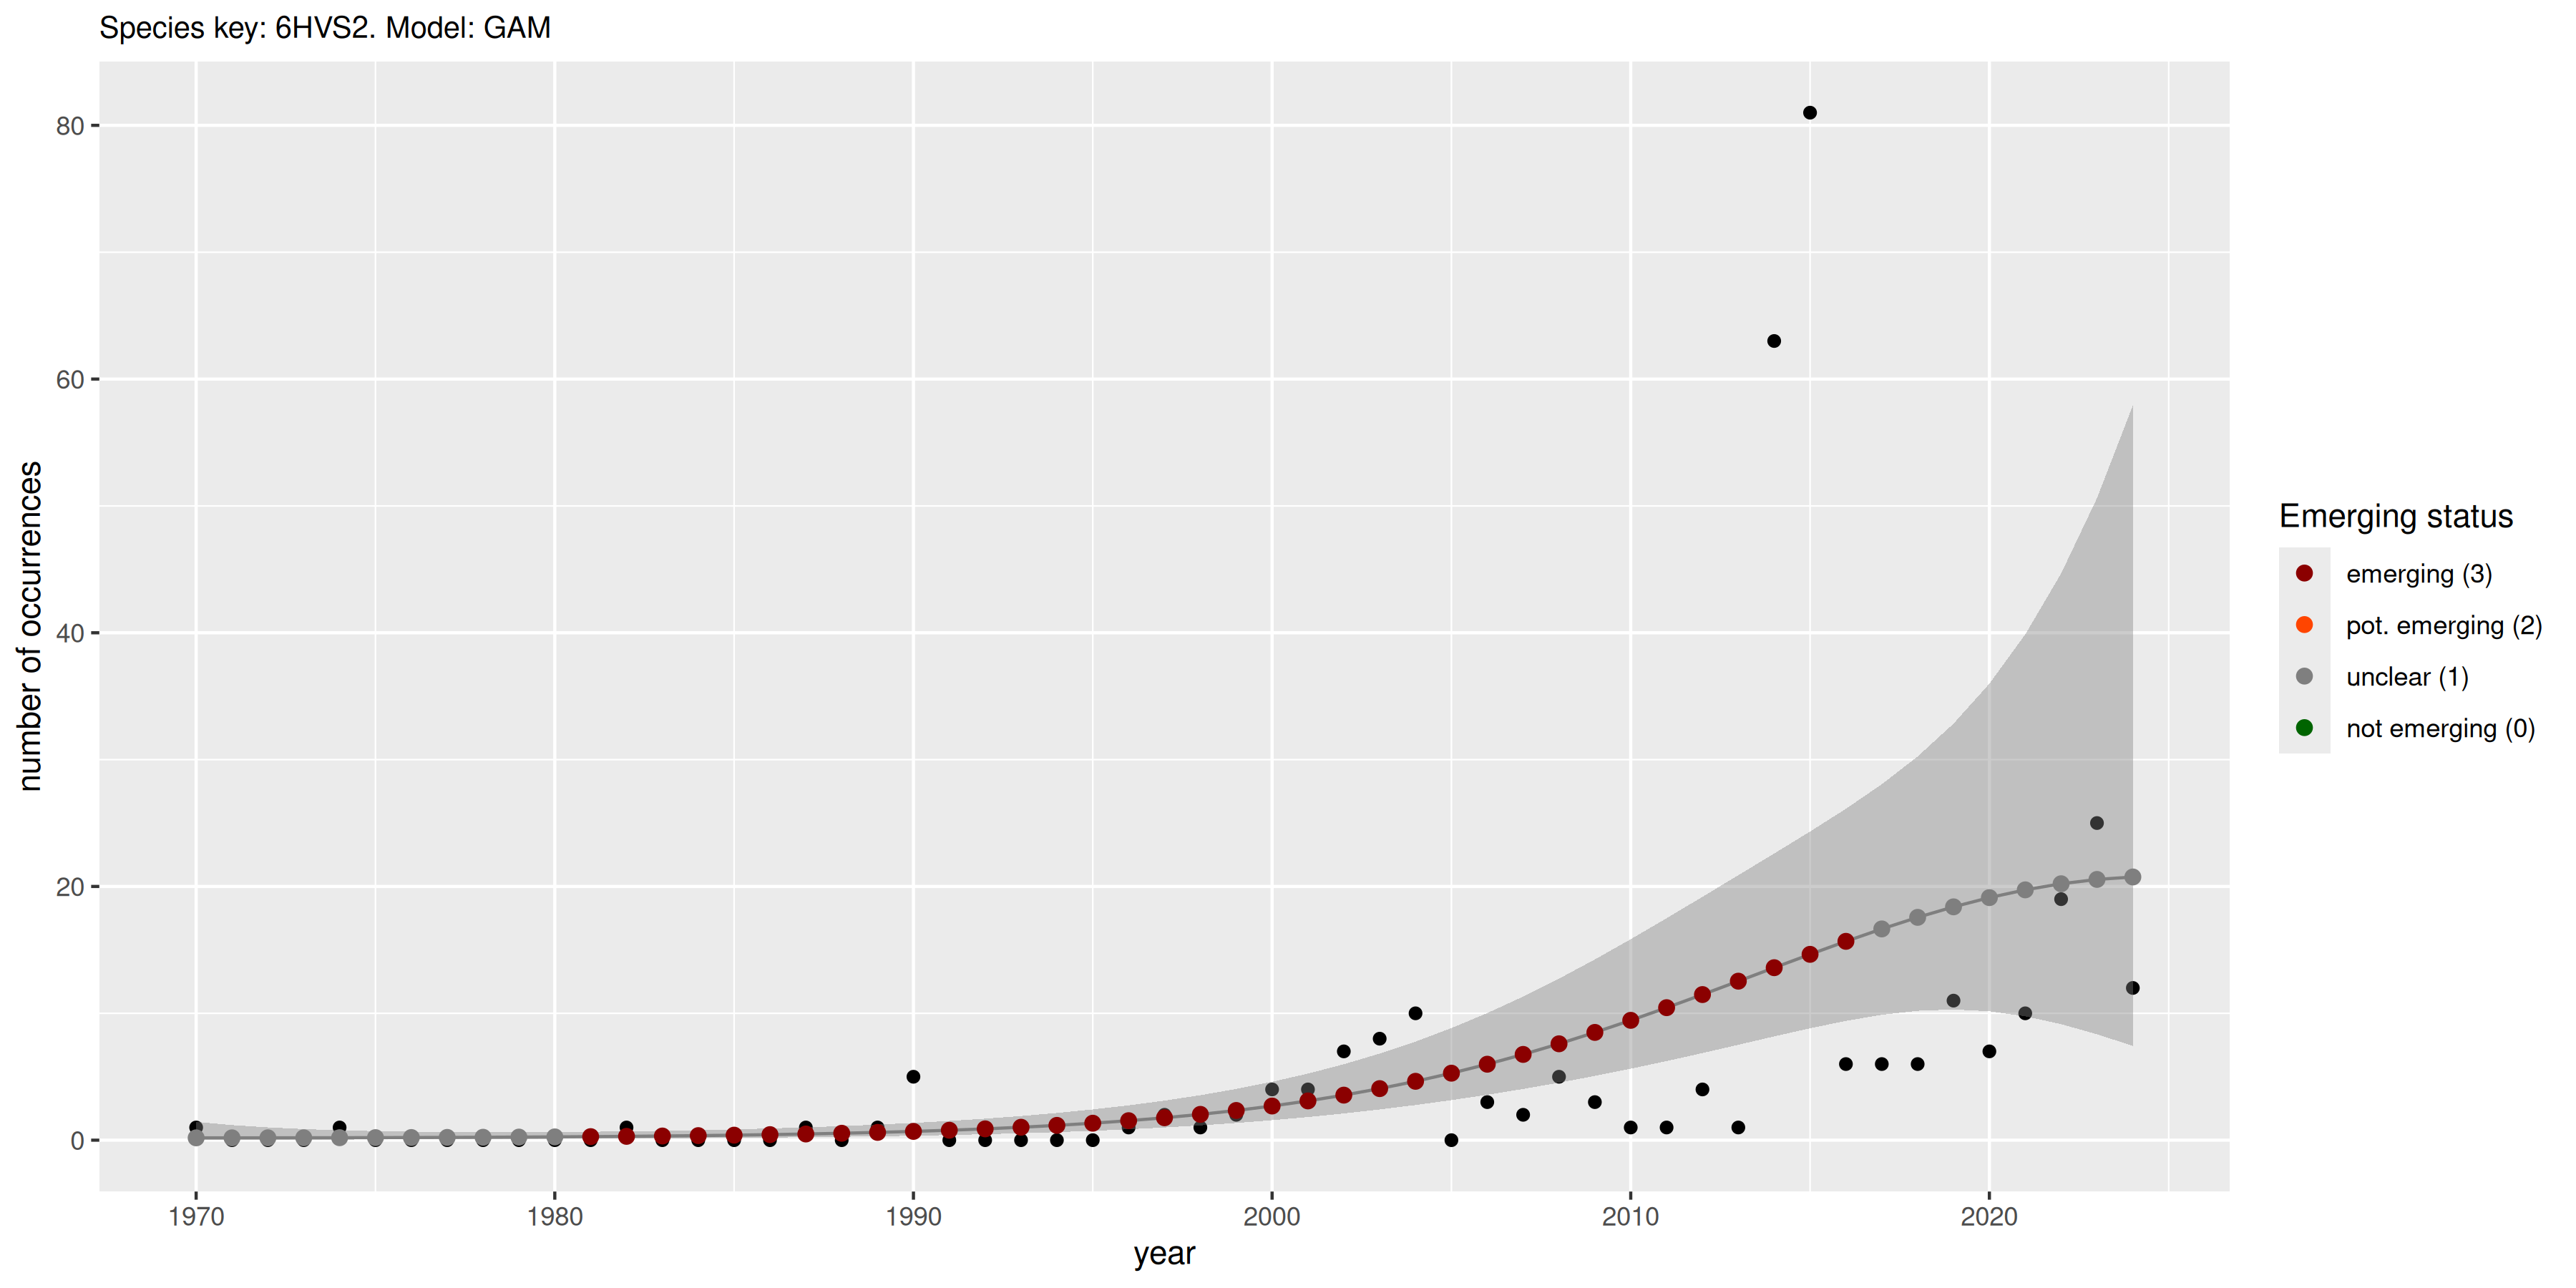 Species key: 6HVS2. Model: GAM
80
60
40
20
0
number of occurrences
1970 1980 1990 2000 2010 2020
year
Emerging status
emerging (3)
pot. emerging (2)
unclear (1)
not emerging (0)